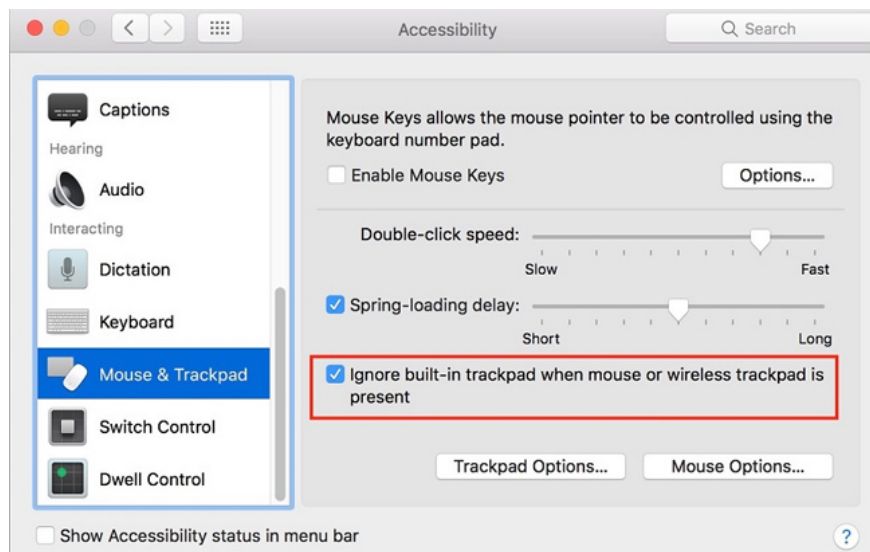 Accessibility
Search
Captions
Hearing
Audio
Interacting
Dictation
Keyboard
Mouse & Trackpad
Switch Control
Dwell Control
Mouse Keys allows the mouse pointer to be controlled using the
keyboard number pad.
Enable Mouse Keys
Options...
Double-click speed:
Slow
Fast
Spring-loading delay:
Short
Long
Ignore built-in trackpad when mouse or wireless trackpad is
present
Trackpad Options...
Mouse Options...
Show Accessibility status in menu bar
?